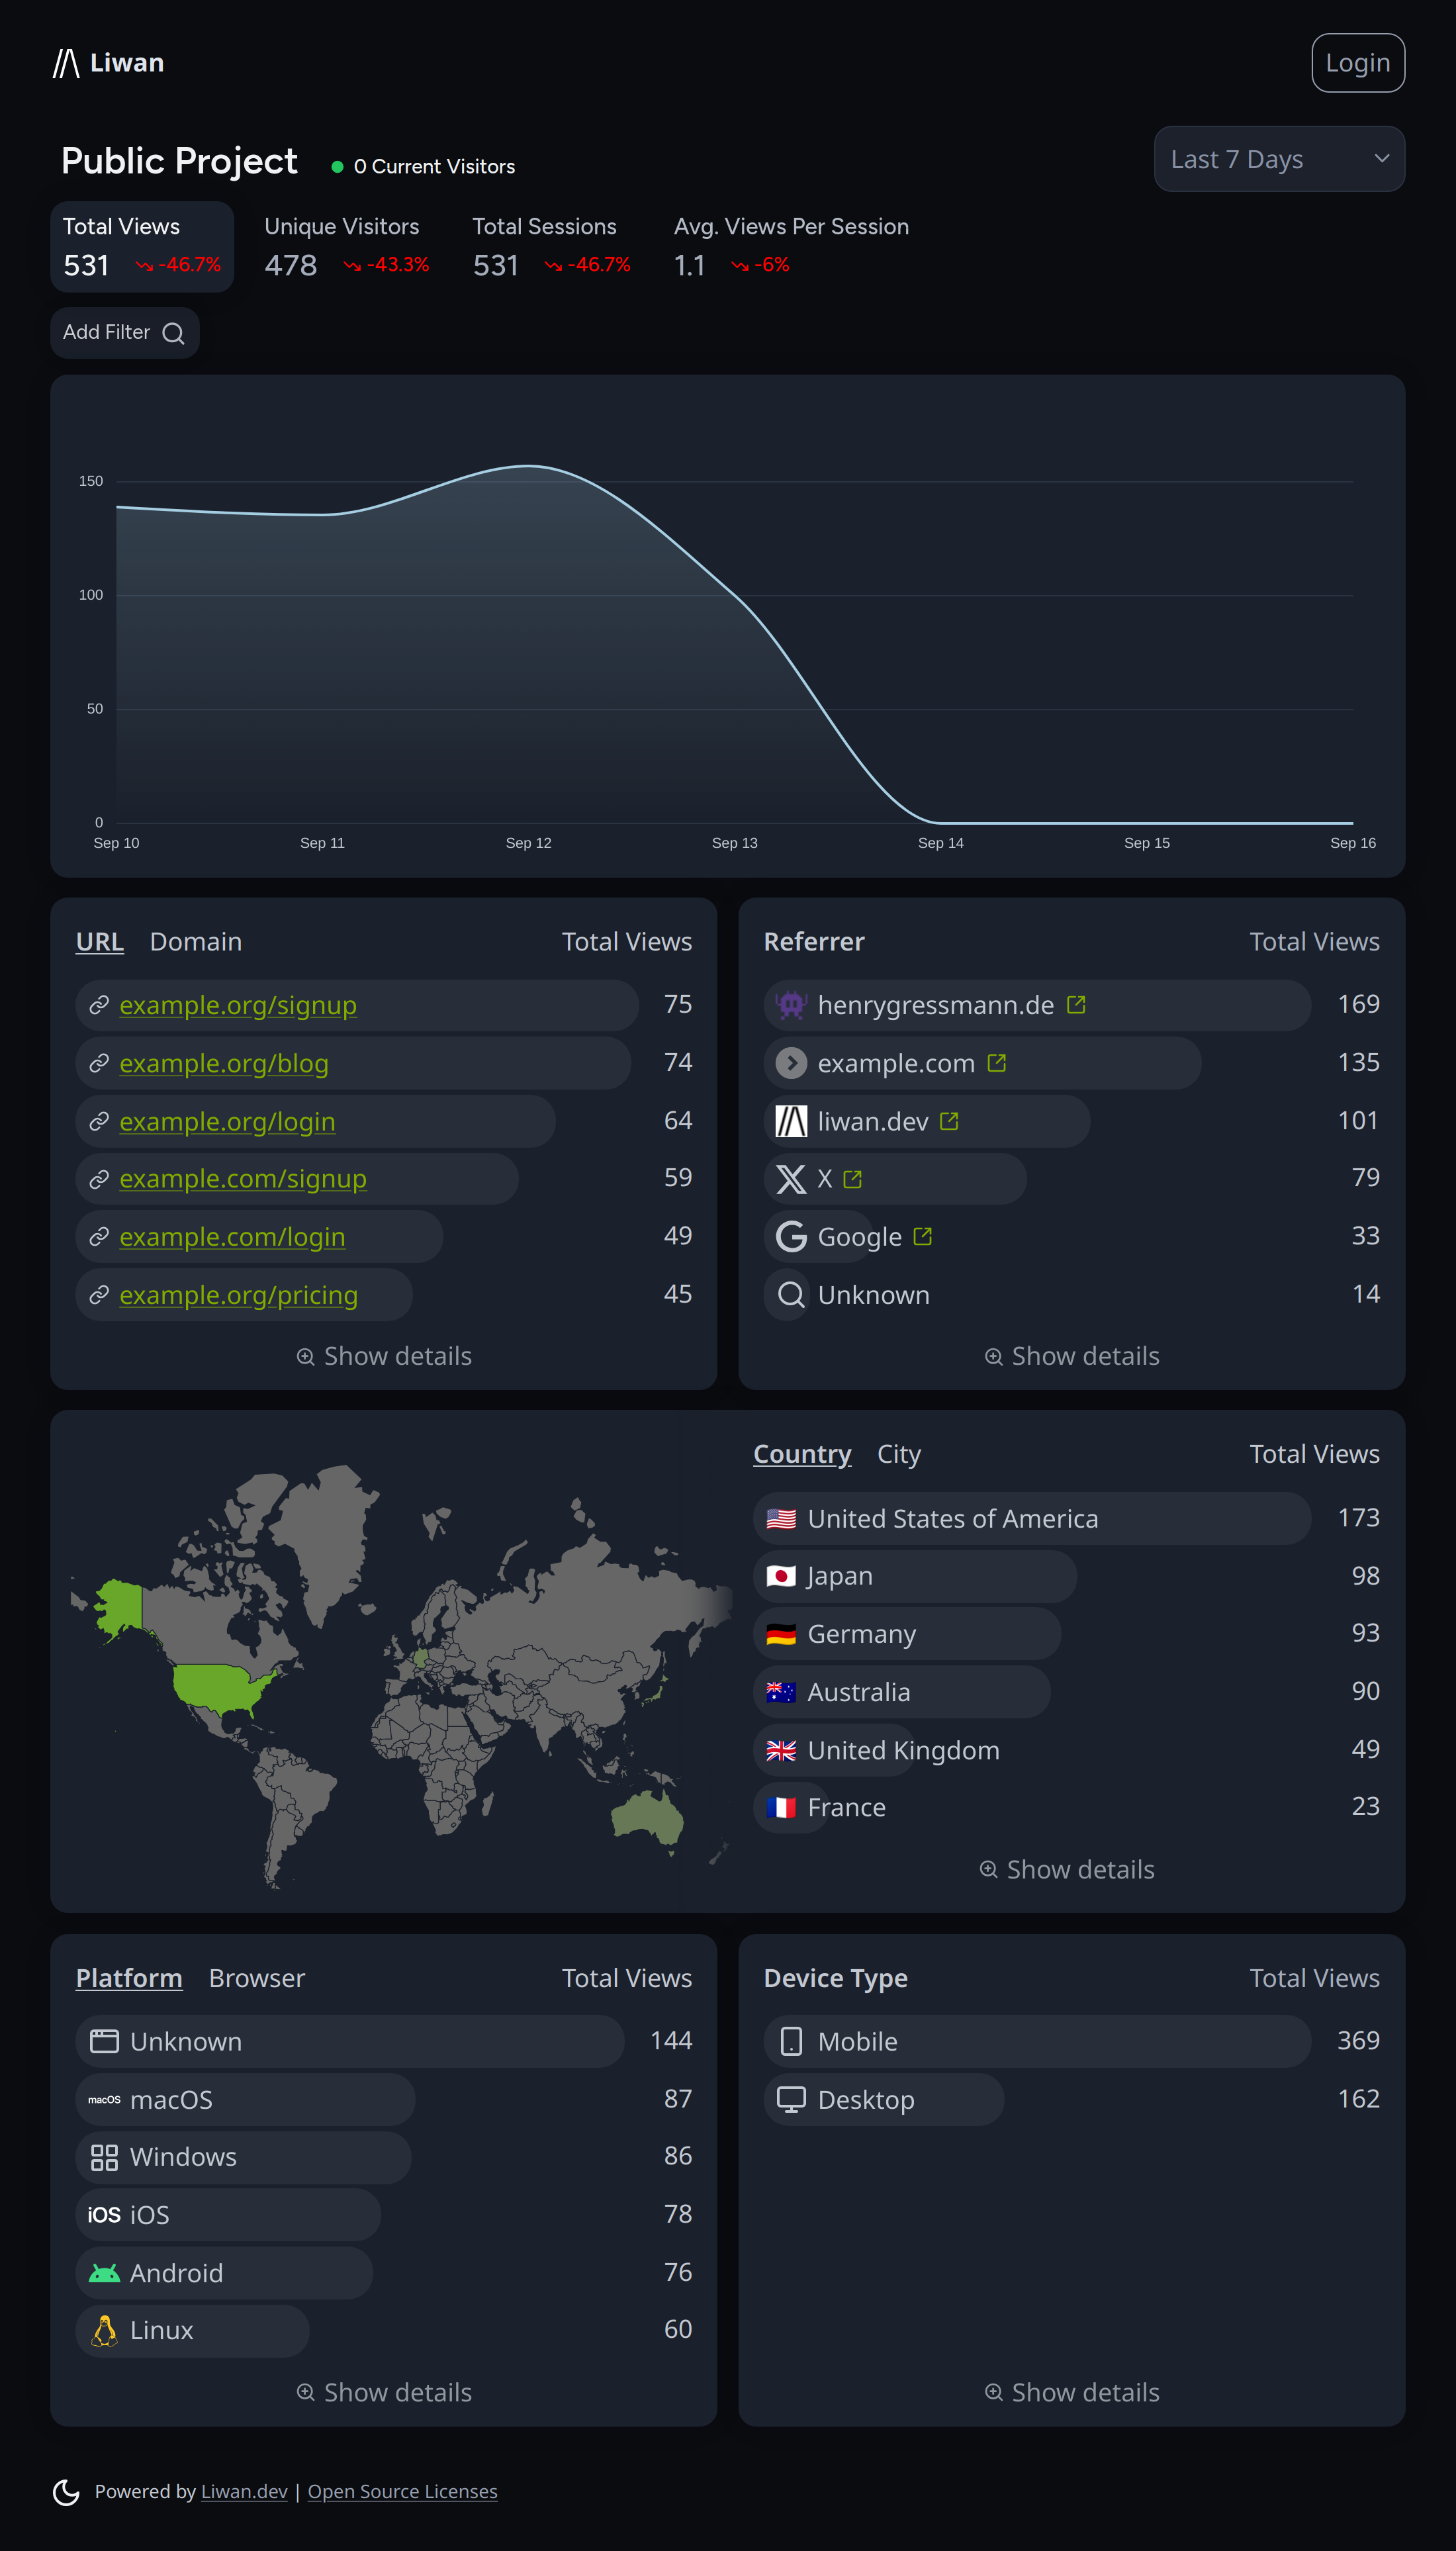 Liwan
Login
Public Project
0 Current Visitors
Last 7 Days
Total Views
531 -46.7%
Unique Visitors
478 -43.3%
Total Sessions
531 -46.7%
Avg. Views Per Session
1.1 -6%
Add Filter
150
100
50
0
Sep 10 Sep 11 Sep 12 Sep 13 Sep 14 Sep 15 Sep 16
URL Domain Total Views
example.org/signup 75
example.org/blog 74
example.org/login 64
example.com/signup 59
example.com/login 49
example.org/pricing 45
Show details
Referrer Total Views
henrygressmann.de 169
example.com 135
liwan.dev 101
X 79
Google 33
Unknown 14
Show details
Country City Total Views
United States of America 173
Japan 98
Germany 93
Australia 90
United Kingdom 49
France 23
Show details
Platform Browser Total Views
Unknown 144
macOS macOS 87
Windows 86
iOS iOS 78
Android 76
Linux 60
Show details
Device Type Total Views
Mobile 369
Desktop 162
Show details
Powered by Liwan.dev | Open Source Licenses